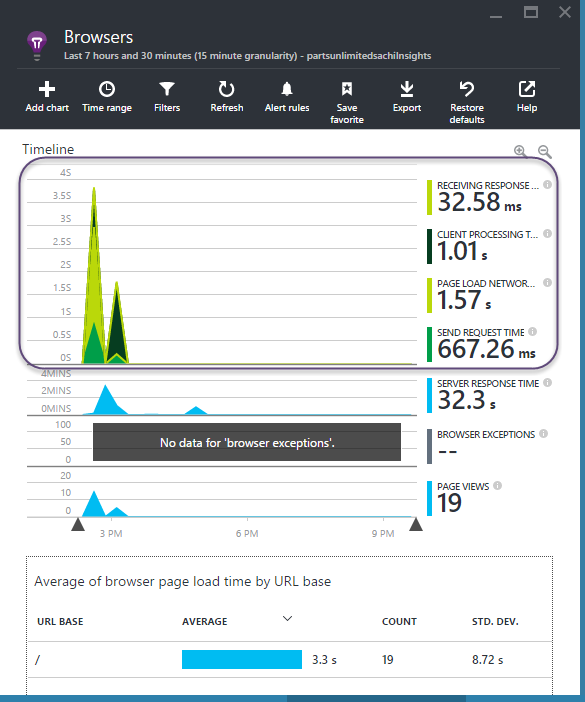 Browsers
Last 7 hours and 30 minutes (15 minute granularity) - partsunlimitedsachiInsights
Add chart
Time range
Filters
Refresh
Alert rules
Save
favorite
Export
Restore
defaults
Help
Timeline
4S
3.5S
3S
2.5S
2S
1.5S
1S
0.5S
0S
RECEIVING RESPONSE ...
32.58 ms
CLIENT PROCESSING T...
1.01 s
PAGE LOAD NETWOR...
1.57 s
SEND REQUEST TIME
667.26 ms
4MINS
2MINS
0MINS
SERVER RESPONSE TIME
32.3 s
100
50
0
No data for 'browser exceptions'.
BROWSER EXCEPTIONS
--
20
10
0
PAGE VIEWS
19
3 PM
6 PM
9 PM
Average of browser page load time by URL base
URL BASE AVERAGE COUNT STD. DEV.
/ 3.3 s 19 8.72 s